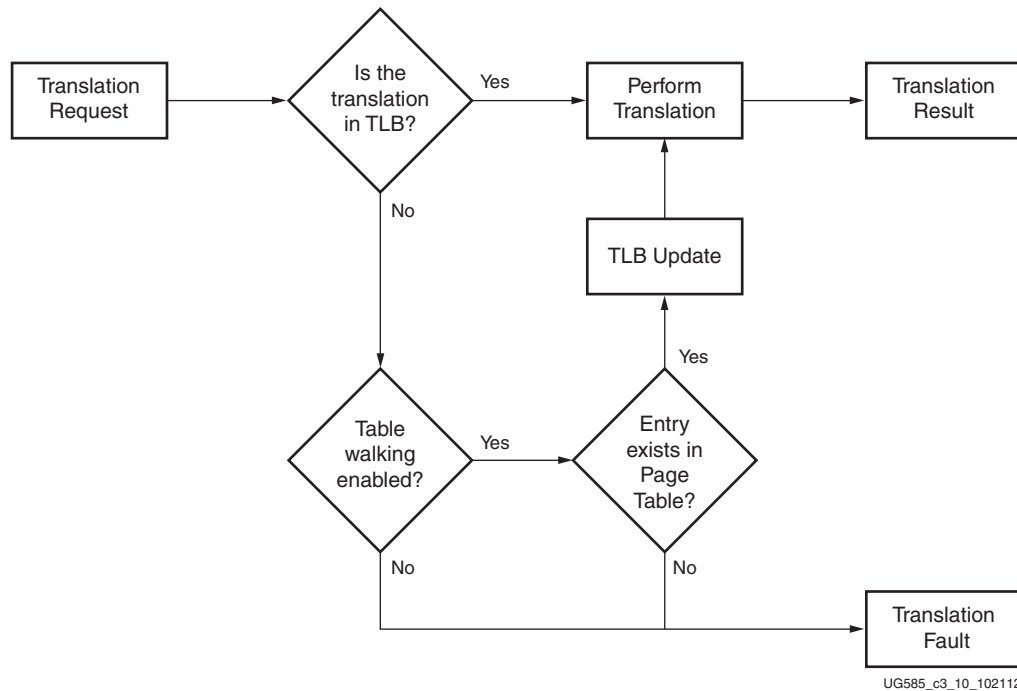 Translation
Request
Is the
translation
in TLB?
Yes
Perform
Translation
Translation
Result
No
TLB Update
Yes
Table
walking
enabled?
Yes
Entry
exists in
Page
Table?
No
No
Translation
Fault
UG585_c3_10_102112